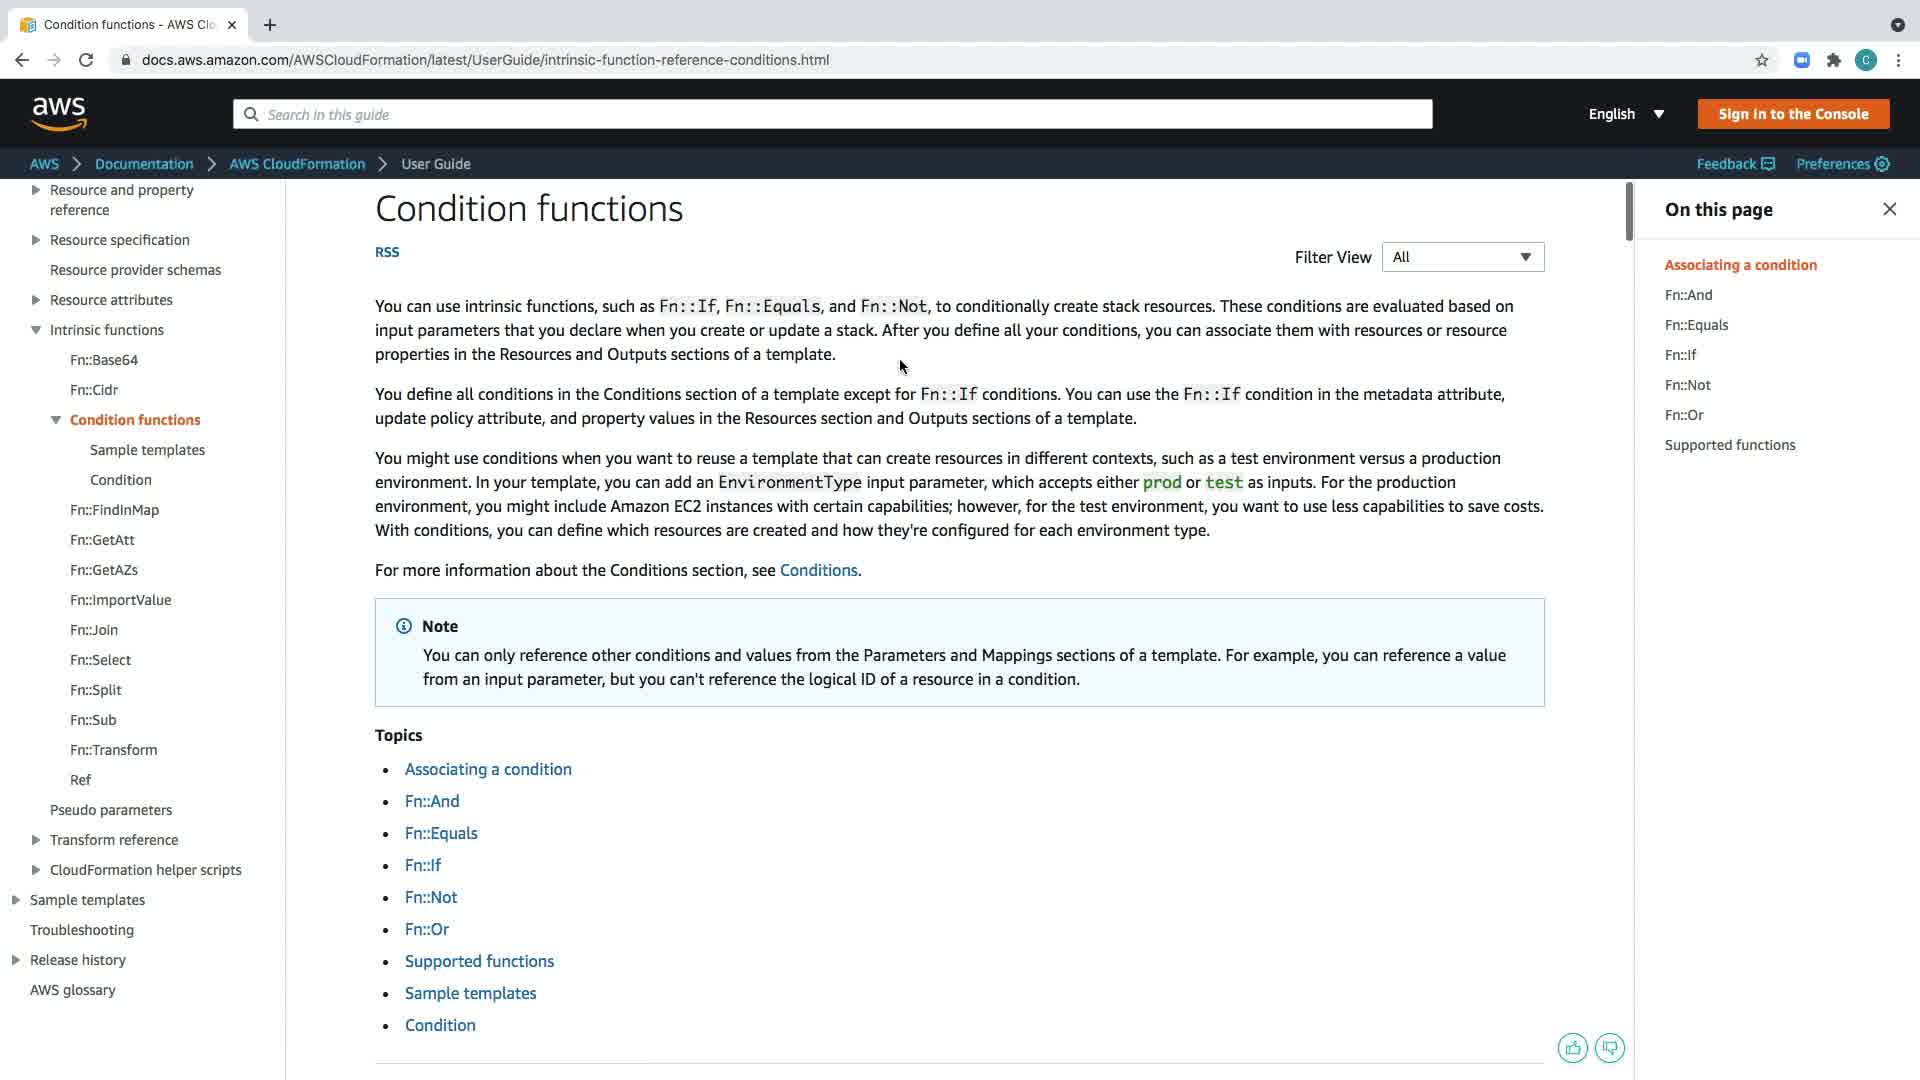 Condition functions - AWS Clo
docs.aws.amazon.com/AWSCloudFormation/latest/UserGuide/intrinsic-function-reference-conditions.html
C
aws
Search in this guide
English
Sign In to the Console
AWS
Documentation
AWS CloudFormation
User Guide
Feedback
Preferences
Resource and property
reference
Resource specification
Resource provider schemas
Resource attributes
Intrinsic functions
Fn::Base64
Fn::Cidr
Condition functions
Sample templates
Condition
Fn::FindInMap
Fn::GetAtt
Fn::GetAZs
Fn::ImportValue
Fn::Join
Fn::Select
Fn::Split
Fn::Sub
Fn::Transform
Ref
Pseudo parameters
Transform reference
CloudFormation helper scripts
Sample templates
Troubleshooting
Release history
AWS glossary
Condition functions
RSS
Filter View
All
You can use intrinsic functions, such as Fn::If, Fn::Equals, and Fn::Not, to conditionally create stack resources. These conditions are evaluated based on
input parameters that you declare when you create or update a stack. After you define all your conditions, you can associate them with resources or resource
properties in the Resources and Outputs sections of a template.
You define all conditions in the Conditions section of a template except for Fn::If conditions. You can use the Fn::If condition in the metadata attribute,
update policy attribute, and property values in the Resources section and Outputs sections of a template.
You might use conditions when you want to reuse a template that can create resources in different contexts, such as a test environment versus a production
environment. In your template, you can add an EnvironmentType input parameter, which accepts either prod or test as inputs. For the production
environment, you might include Amazon EC2 instances with certain capabilities; however, for the test environment, you want to use less capabilities to save costs.
With conditions, you can define which resources are created and how they're configured for each environment type.
For more information about the Conditions section, see Conditions.
Note
You can only reference other conditions and values from the Parameters and Mappings sections of a template. For example, you can reference a value
from an input parameter, but you can't reference the logical ID of a resource in a condition.
Topics
Associating a condition
Fn::And
Fn::Equals
Fn::If
Fn::Not
Fn::Or
Supported functions
Sample templates
Condition
On this page
Associating a condition
Fn::And
Fn::Equals
Fn::If
Fn::Not
Fn::Or
Supported functions